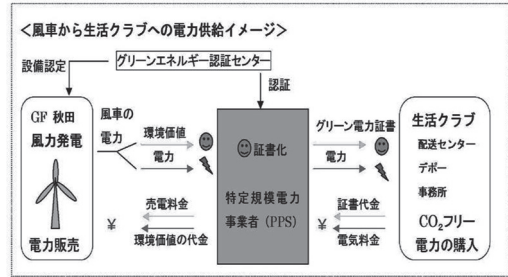 ＜風車から生活クラブへの電力供給イメージ＞
グリーンエネルギー認証センター
設備認定
認証
GF 秋田
風力発電
電力販売
風車の
電力
環境価値
電力
売電料金
環境価値の代金
¥
証書化
特定規模電力
事業者（PPS）
グリーン電力証書
電力
証書代金
電気料金
¥
生活クラブ
配送センター
デポー
事務所
CO₂フリー
電力の購入